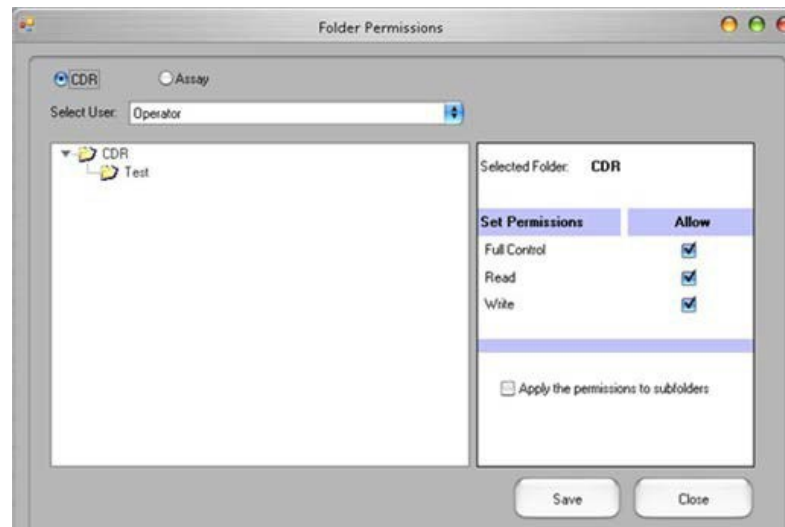 Folder Permissions
CDR Assay
Select User: Operator
CDR
Test
Selected Folder: CDR
Set Permissions Allow
Full Control
Read
Write
Apply the permissions to subfolders
Save Close